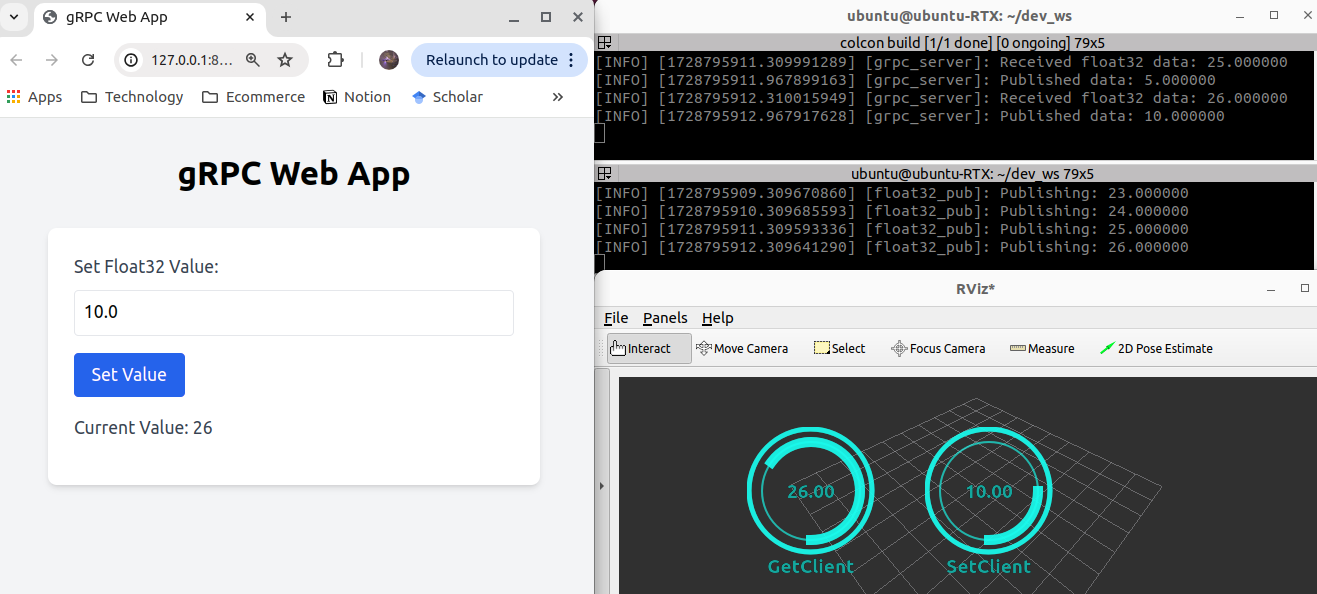 gRPC Web App
127.0.0.1:8…
Relaunch to update
Apps
Technology
Ecommerce
Notion
Scholar
gRPC Web App
Set Float32 Value:
10.0
Set Value
Current Value: 26
ubuntu@ubuntu-RTX: ~/dev_ws
colcon build [1/1 done] [0 ongoing] 79x5
[INFO] [1728795911.309991289] [grpc_server]: Received float32 data: 25.000000
[INFO] [1728795911.967899163] [grpc_server]: Published data: 5.000000
[INFO] [1728795912.310015949] [grpc_server]: Received float32 data: 26.000000
[INFO] [1728795912.967917628] [grpc_server]: Published data: 10.000000
ubuntu@ubuntu-RTX: ~/dev_ws 79x5
[INFO] [1728795909.309670860] [float32_pub]: Publishing: 23.000000
[INFO] [1728795910.309685593] [float32_pub]: Publishing: 24.000000
[INFO] [1728795911.309593336] [float32_pub]: Publishing: 25.000000
[INFO] [1728795912.309641290] [float32_pub]: Publishing: 26.000000
RViz*
File Panels Help
Interact Move Camera Select Focus Camera Measure 2D Pose Estimate
26.00 10.00
GetClient SetClient